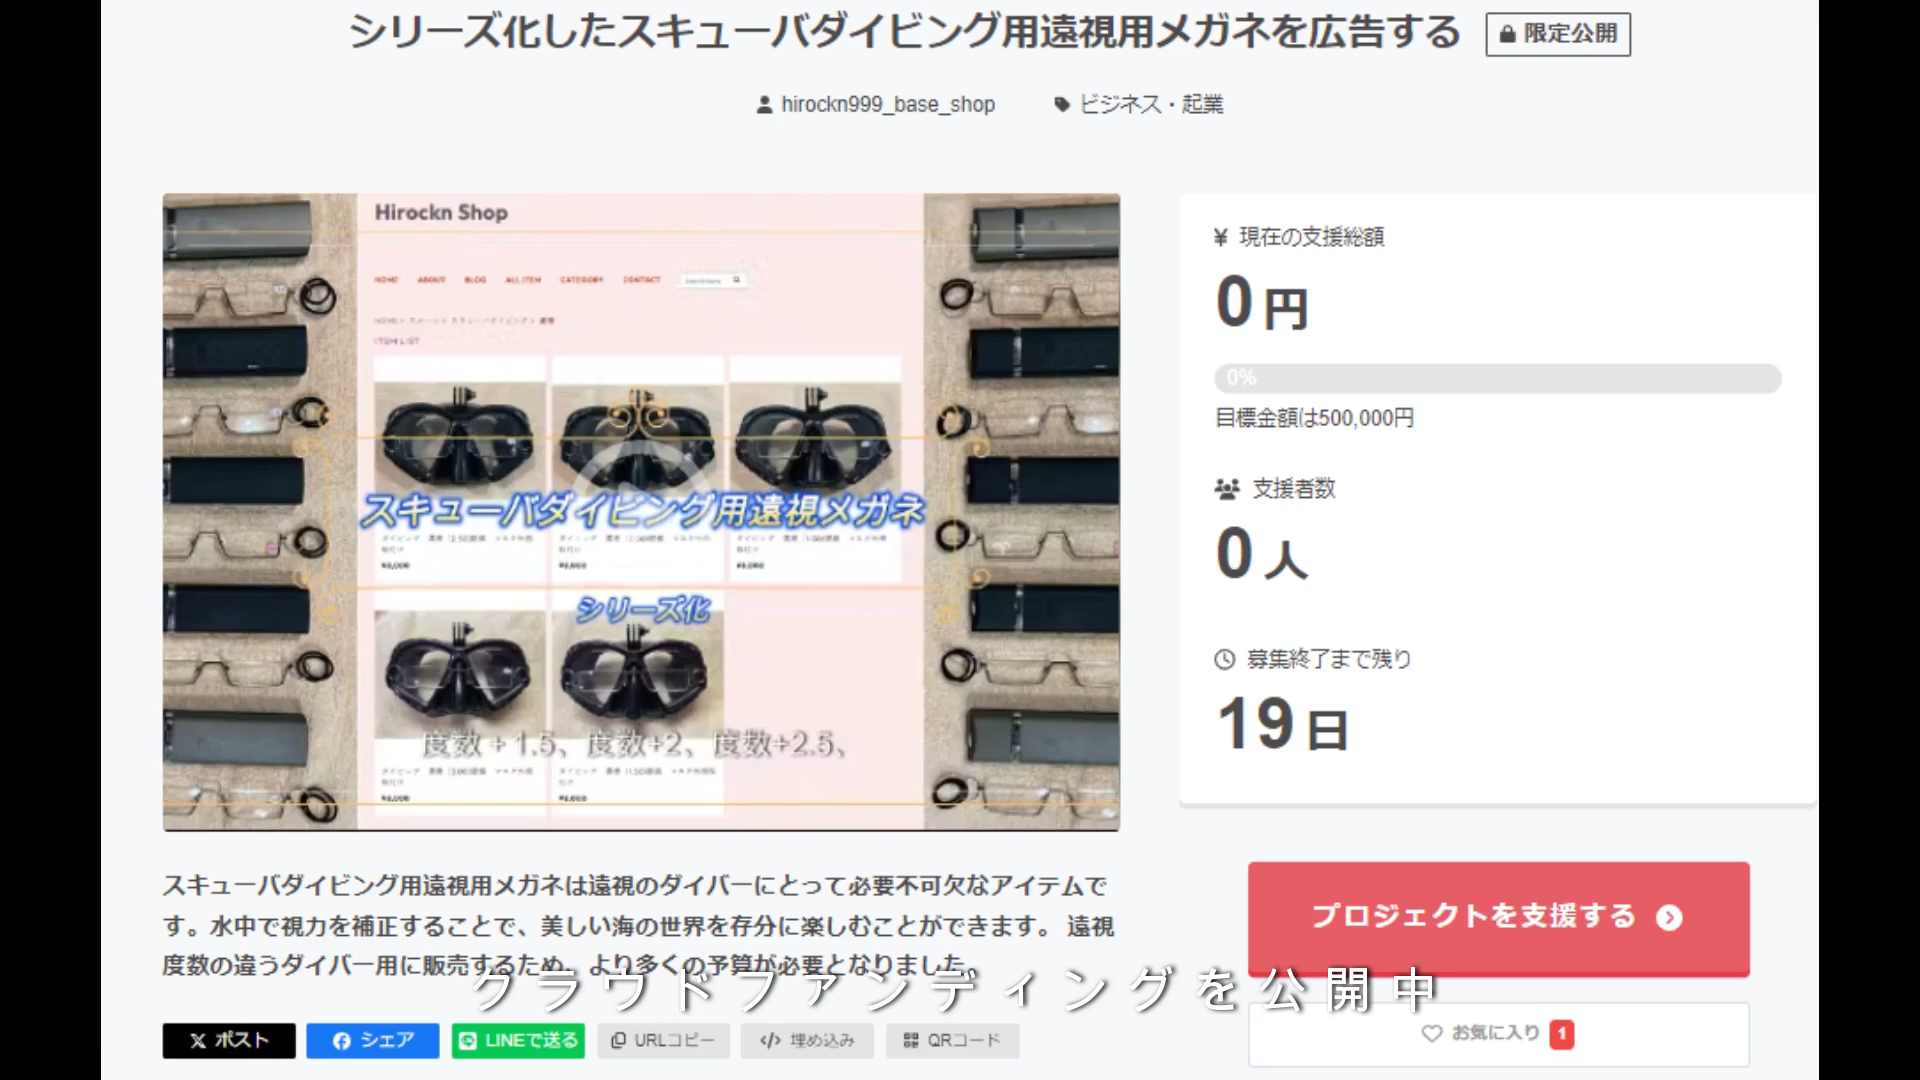 シリーズ化したスキューバダイビング用遠視用メガネを広告する 限定公開
hirockn999_base_shop ビジネス・起業
Hirockn Shop
HOME ABOUT BLOG ALL ITEM CATEGORY CONTACT
ITEM LIST
スキューバダイビング用遠視メガネ
シリーズ化
度数+1.5、度数+2、度数+2.5、
¥ 現在の支援総額
0円
0%
目標金額は500,000円
支援者数
0人
募集終了まで残り
19日
スキューバダイビング用遠視用メガネは遠視のダイバーにとって必要不可欠なアイテムで
す。水中で視力を補正することで、美しい海の世界を存分に楽しむことができます。 遠視
度数の違うダイバー用に販売するため、より多くの予算が必要となりました。
プロジェクトを支援する
クラウドファンディングを公開中
ポスト シェア LINEで送る URLコピー 埋め込み QRコード
お気に入り 1